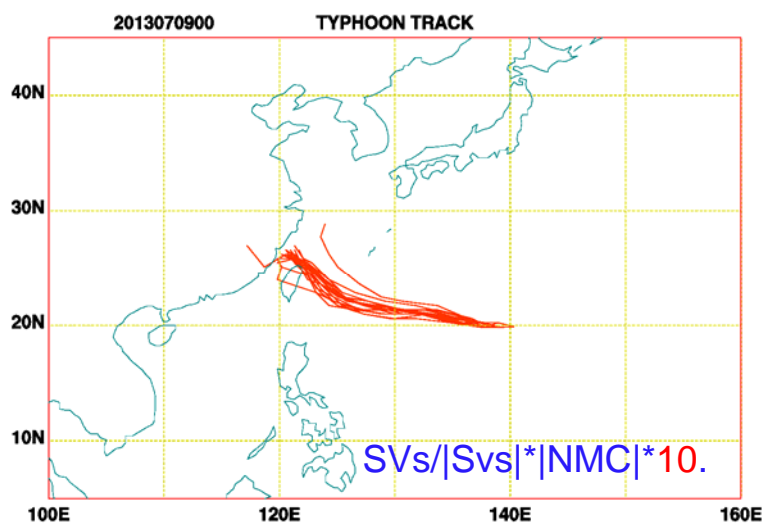 2013070900 TYPHOON TRACK
40N
30N
20N
10N
SVs/|Svs|*|NMC|*10.
100E 120E 140E 160E